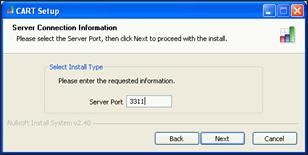 CART Setup
Server Connection Information
Please select the Server Port, then click Next to proceed with the install.
Select Install Type
Please enter the requested information.
Server Port 3311
Nullsoft Install System v2.40
Back Next Cancel